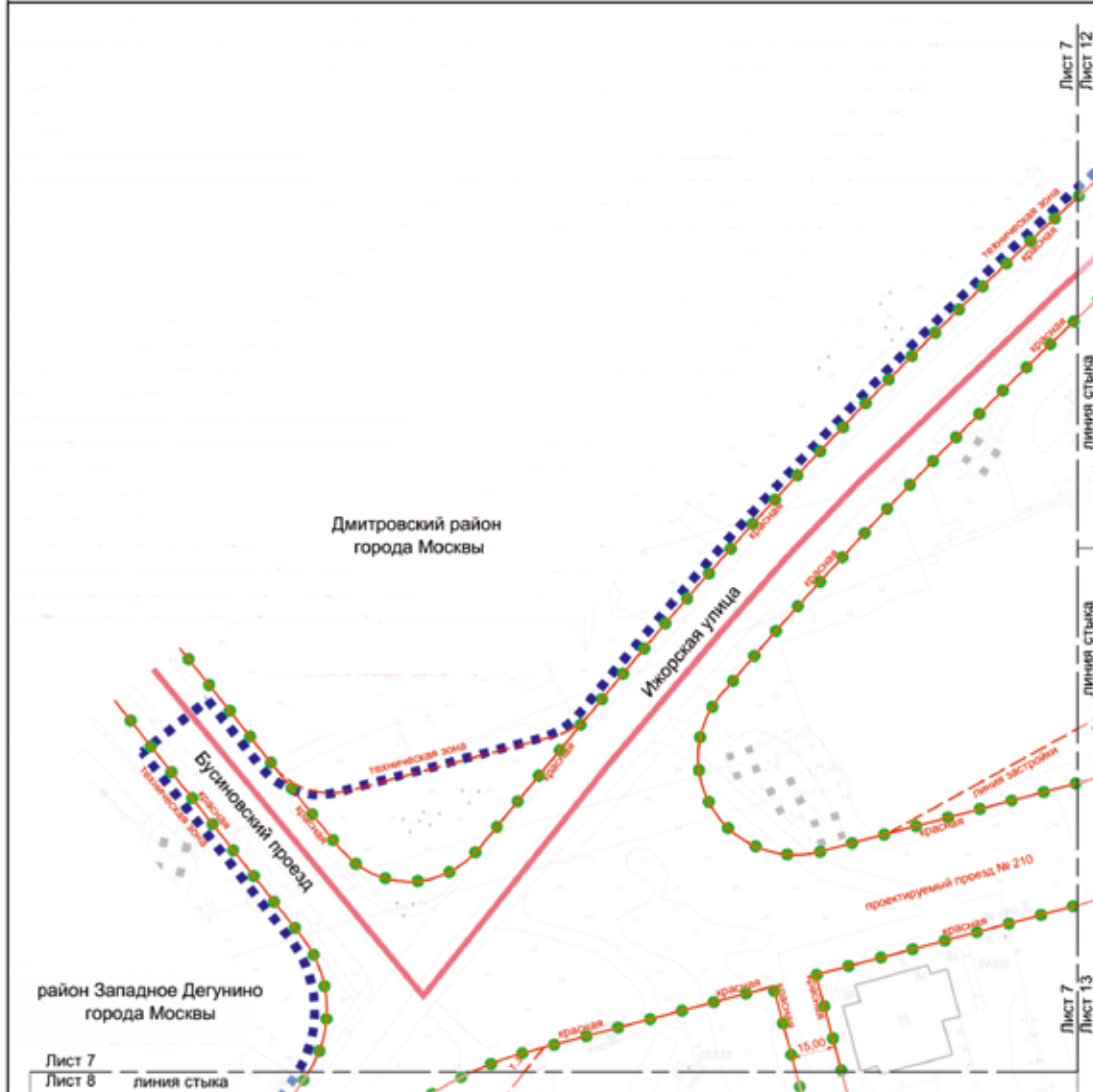 Лист 7
Лист 12
техническая зона
красная
красная
линия стыка
Дмитровский район
города Москвы
красная
красная
Ижорская улица
линия стыка
техническая зона
красная
линия застройки
красная
Бусиновский проезд
красная
техническая зона
красная
проектируемый проезд № 210
красная
район Западное Дегунино
города Москвы
красная
красная
красная
красная
15,00
Лист 7
Лист 13
Лист 7
Лист 8
линия стыка